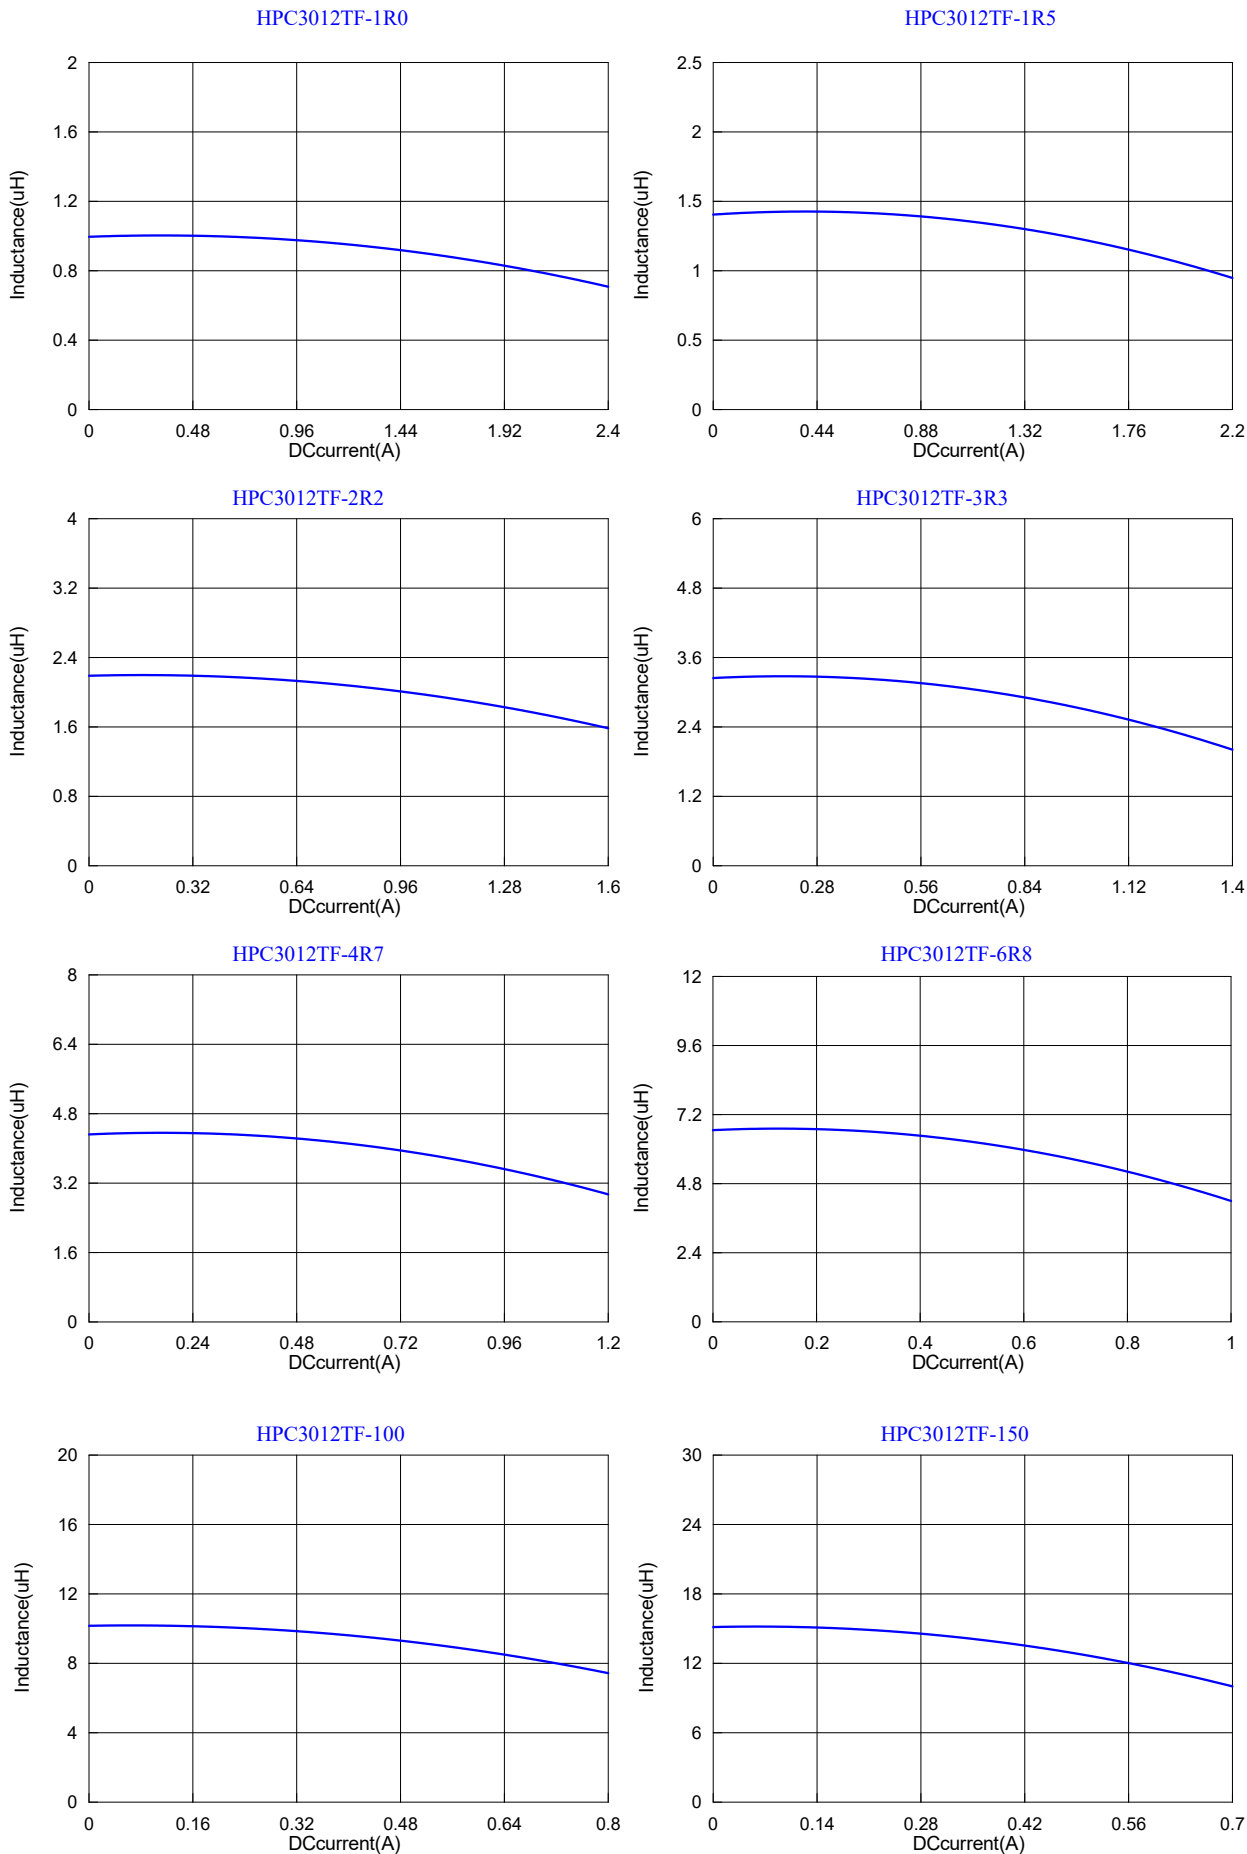 HPC3012TF-1R0
2
1.6
1.2
0.8
0.4
0
Inductance(uH)
0 0.48 0.96 1.44 1.92 2.4
DCcurrent(A)
HPC3012TF-1R5
2.5
2
1.5
1
0.5
0
Inductance(uH)
0 0.44 0.88 1.32 1.76 2.2
DCcurrent(A)
HPC3012TF-2R2
4
3.2
2.4
1.6
0.8
0
Inductance(uH)
0 0.32 0.64 0.96 1.28 1.6
DCcurrent(A)
HPC3012TF-3R3
6
4.8
3.6
2.4
1.2
0
Inductance(uH)
0 0.28 0.56 0.84 1.12 1.4
DCcurrent(A)
HPC3012TF-4R7
8
6.4
4.8
3.2
1.6
0
Inductance(uH)
0 0.24 0.48 0.72 0.96 1.2
DCcurrent(A)
HPC3012TF-6R8
12
9.6
7.2
4.8
2.4
0
Inductance(uH)
0 0.2 0.4 0.6 0.8 1
DCcurrent(A)
HPC3012TF-100
20
16
12
8
4
0
Inductance(uH)
0 0.16 0.32 0.48 0.64 0.8
DCcurrent(A)
HPC3012TF-150
30
24
18
12
6
0
Inductance(uH)
0 0.14 0.28 0.42 0.56 0.7
DCcurrent(A)